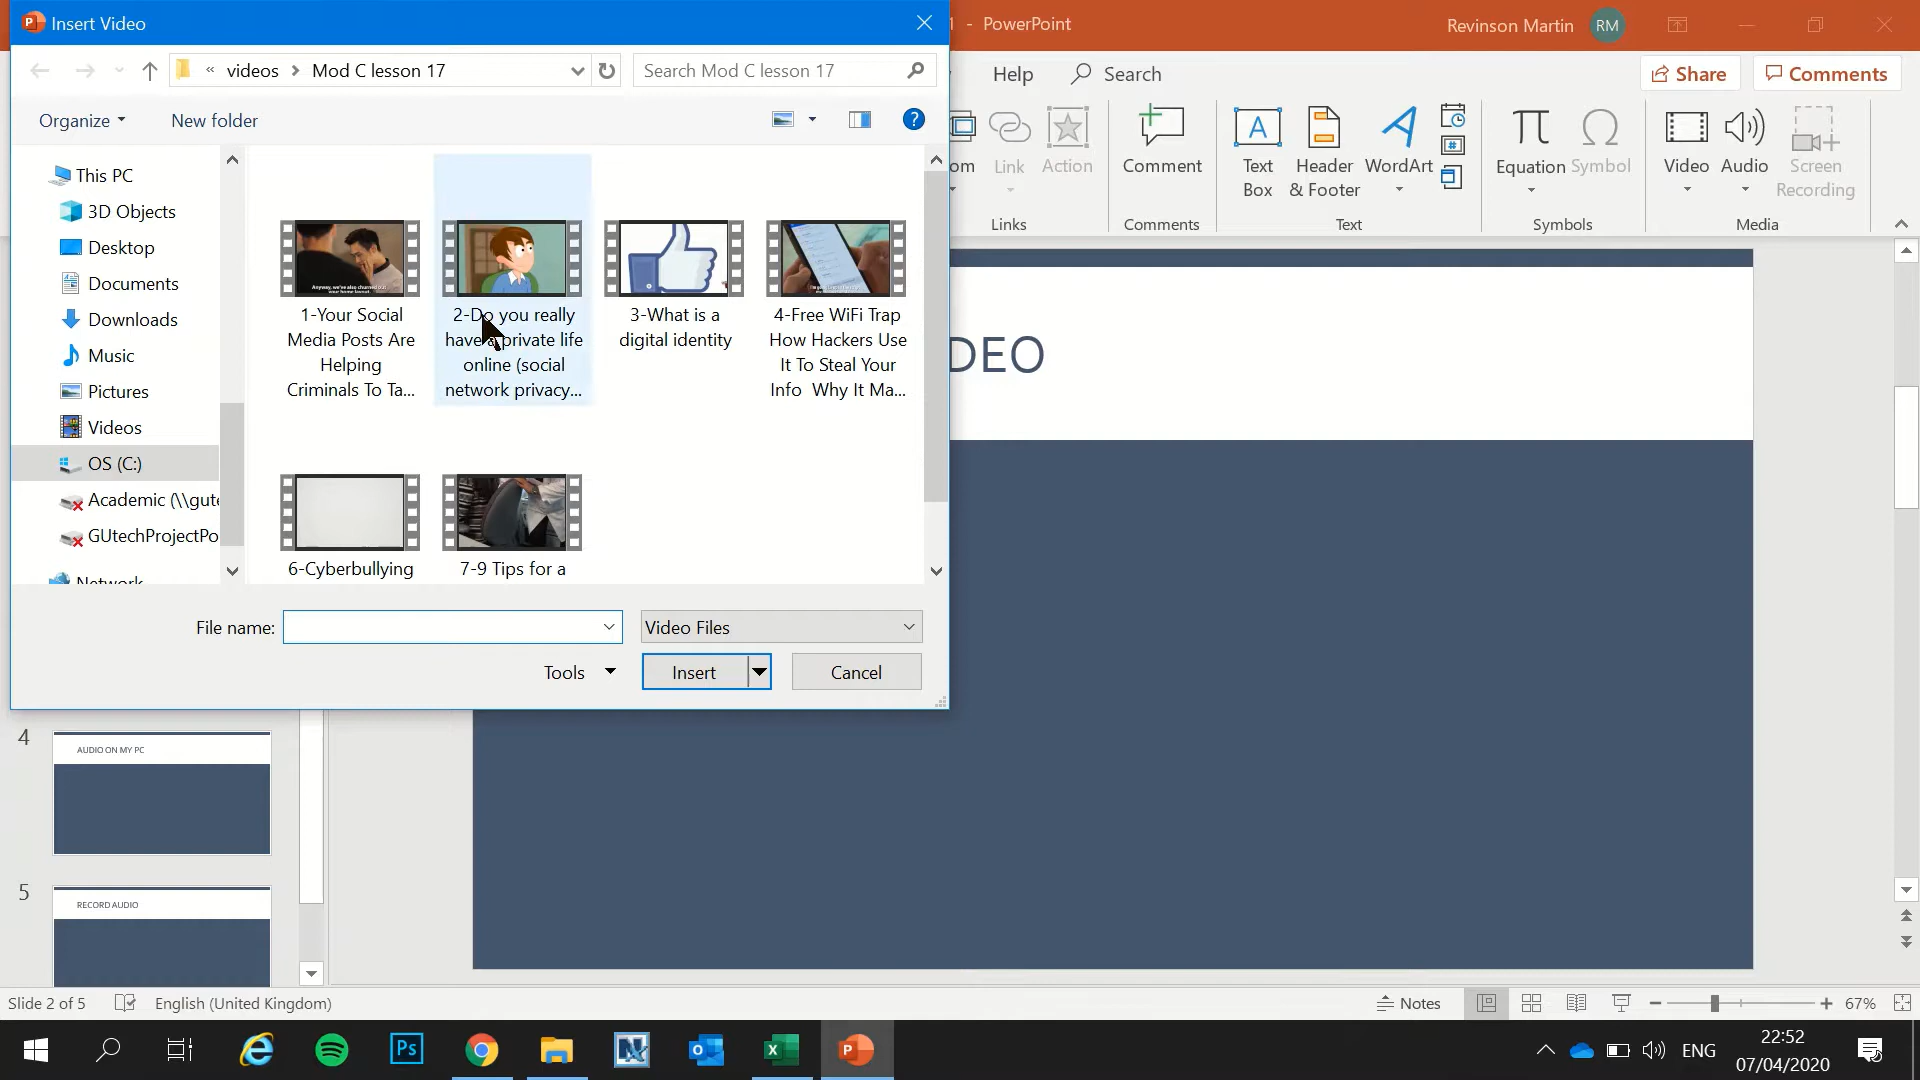 Insert Video
PowerPoint
Revinson Martin
RM
« videos > Mod C lesson 17
Search Mod C lesson 17
Help
Search
Share
Comments
Organize
New folder
Link
Action
Comment
Text
Box
Header
& Footer
WordArt
Equation
Symbol
Video
Audio
Screen
Recording
Links
Comments
Text
Symbols
Media
This PC
3D Objects
Desktop
Documents
Downloads
Music
Pictures
Videos
OS (C:)
Academic (\\gute
GUtechProjectPo
Network
1-Your Social
Media Posts Are
Helping
Criminals To Ta...
2-Do you really
have a private life
online (social
network privacy...
3-What is a
digital identity
4-Free WiFi Trap
How Hackers Use
It To Steal Your
Info Why It Ma...
6-Cyberbullying
7-9 Tips for a
File name:
Video Files
Tools
Insert
Cancel
DEO
4
AUDIO ON MY PC
5
RECORD AUDIO
Slide 2 of 5
English (United Kingdom)
Notes
67%
Ps
ENG
22:52
07/04/2020